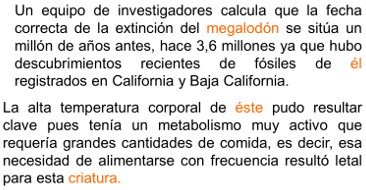 Un equipo de investigadores calcula que la fecha
correcta de la extinción del megalodón se sitúa un
millón de años antes, hace 3,6 millones ya que hubo
descubrimientos recientes de fósiles de él
registrados en California y Baja California.
La alta temperatura corporal de éste pudo resultar
clave pues tenía un metabolismo muy activo que
requería grandes cantidades de comida, es decir, esa
necesidad de alimentarse con frecuencia resultó letal
para esta criatura.